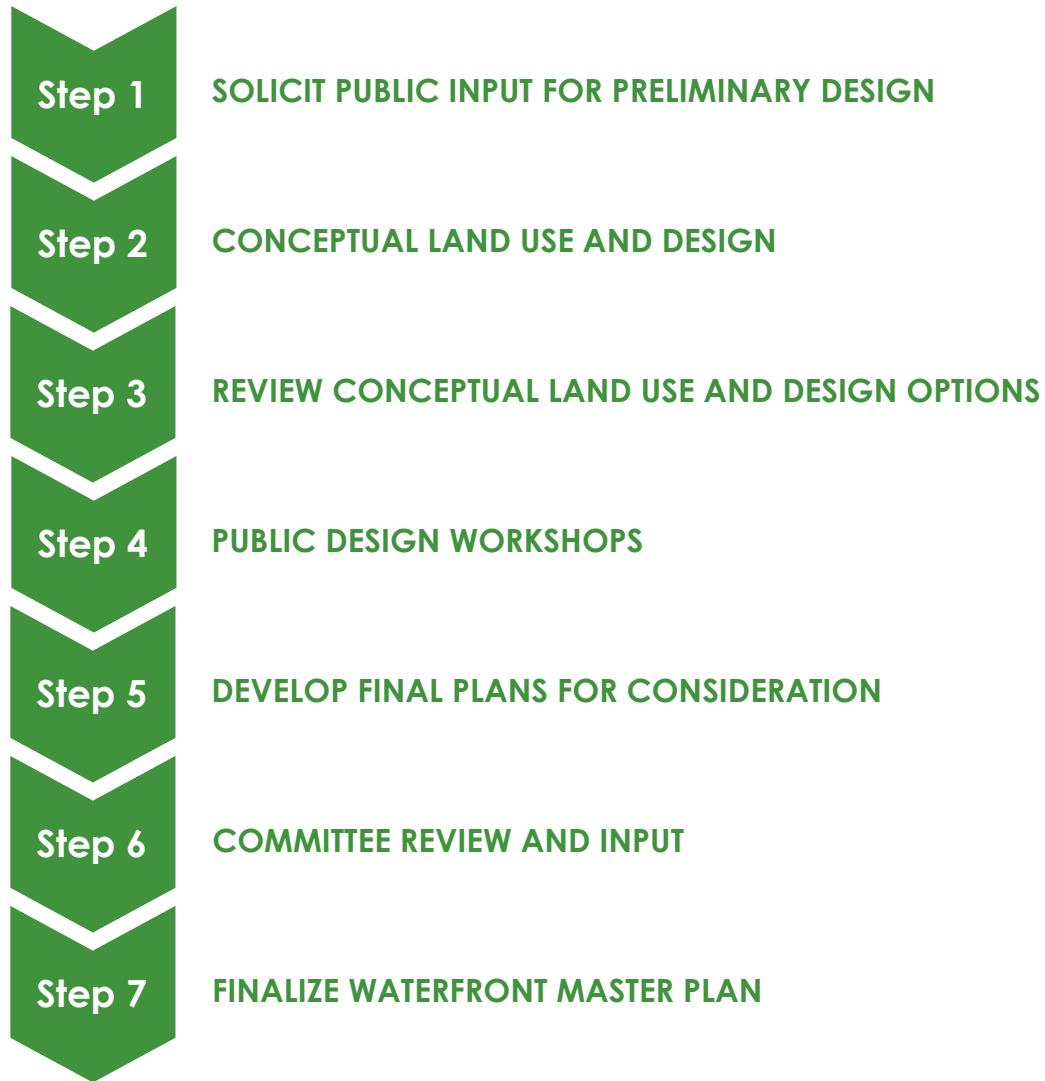 Step 1
SOLICIT PUBLIC INPUT FOR PRELIMINARY DESIGN
Step 2
CONCEPTUAL LAND USE AND DESIGN
Step 3
REVIEW CONCEPTUAL LAND USE AND DESIGN OPTIONS
Step 4
PUBLIC DESIGN WORKSHOPS
Step 5
DEVELOP FINAL PLANS FOR CONSIDERATION
Step 6
COMMITTEE REVIEW AND INPUT
Step 7
FINALIZE WATERFRONT MASTER PLAN